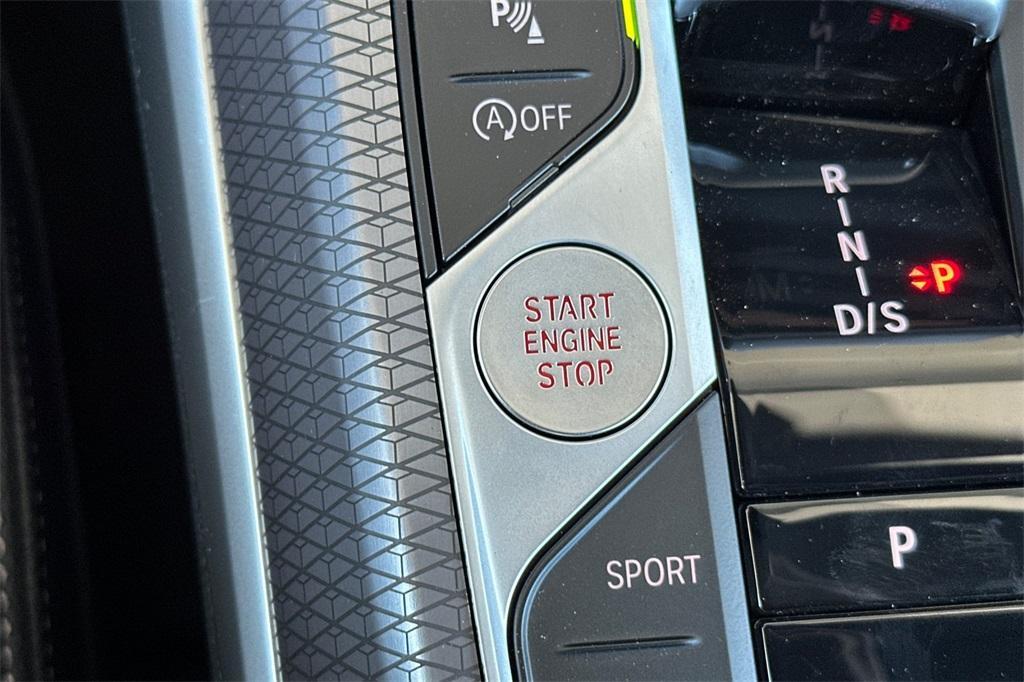 P
A OFF
START
ENGINE
STOP
SPORT
R
N
D/S
P
P